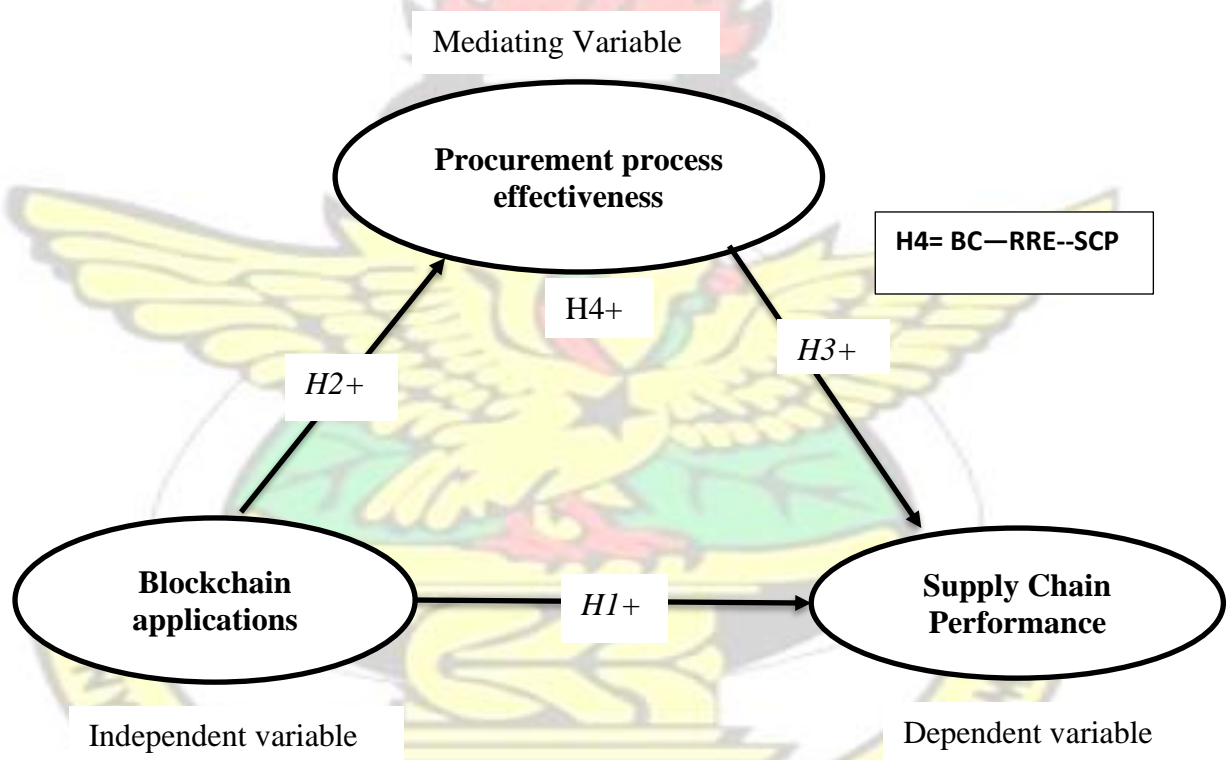 Mediating Variable
Procurement process
effectiveness
H4= BC—RRE--SCP
H4+
H3+
H2+
Blockchain
applications
H1+
Supply Chain
Performance
Independent variable
Dependent variable